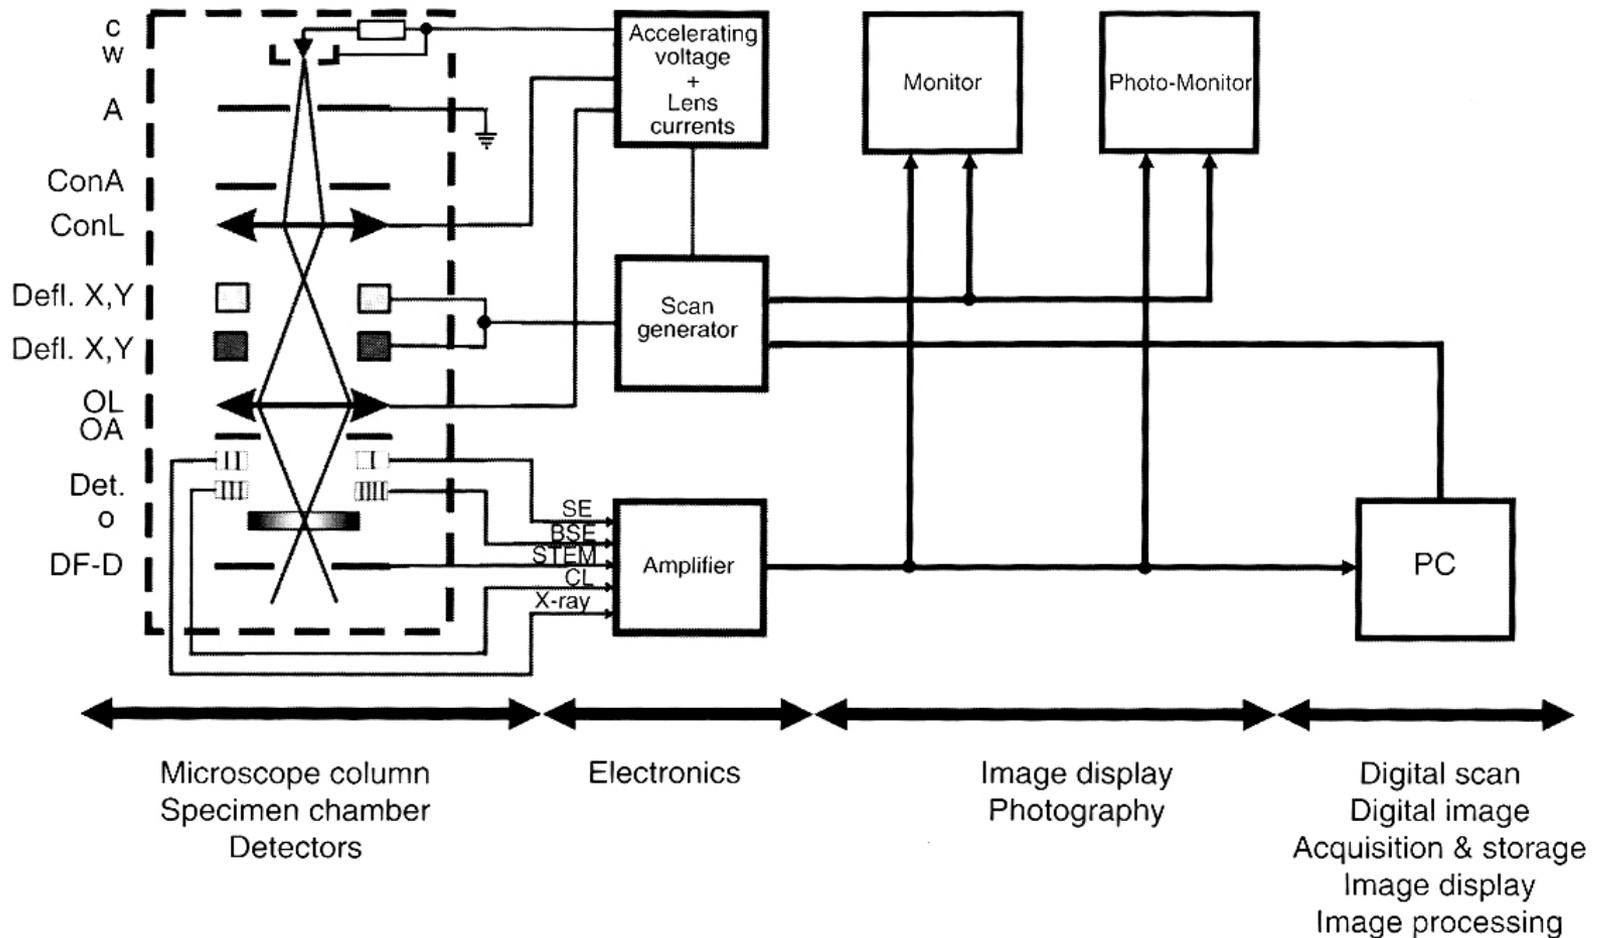 c
w
A
ConA
ConL
Defl. X,Y
Defl. X,Y
OL
OA
Det.
o
DF-D
Accelerating
voltage
+
Lens
currents
Monitor
Photo-Monitor
Scan
generator
SE
BSE
STEM
CL
X-ray
Amplifier
PC
Microscope column
Specimen chamber
Detectors
Electronics
Image display
Photography
Digital scan
Digital image
Acquisition & storage
Image display
Image processing